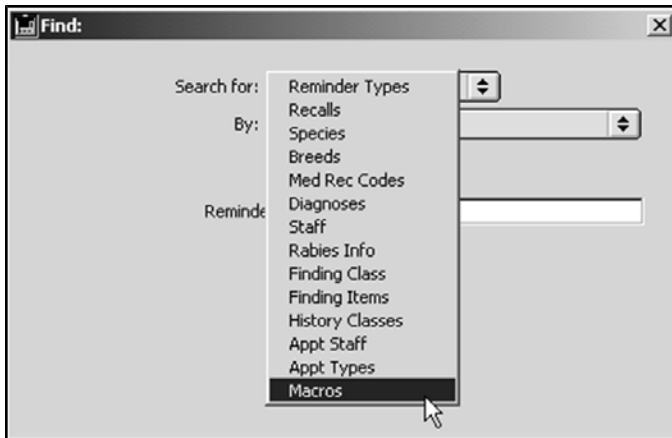 Find:
Search for:
Reminder Types
Recalls
By:
Species
Breeds
Med Rec Codes
Diagnoses
Reminde
Staff
Rabies Info
Finding Class
Finding Items
History Classes
Appt Staff
Appt Types
Macros